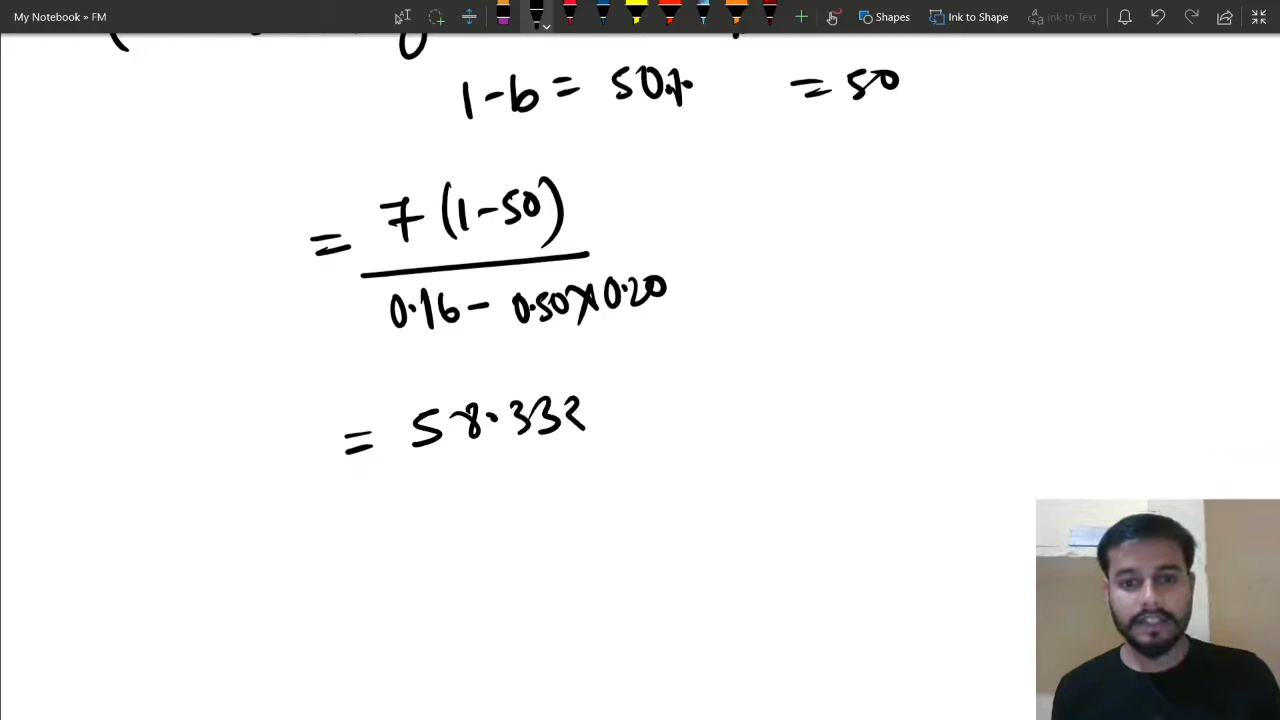 My Notebook » FM
Shapes
Ink to Shape
Ink to Text
1-b = 50%
= 50
= 7 (1-50)
0.16 - 0.50×0.20
= 58.333